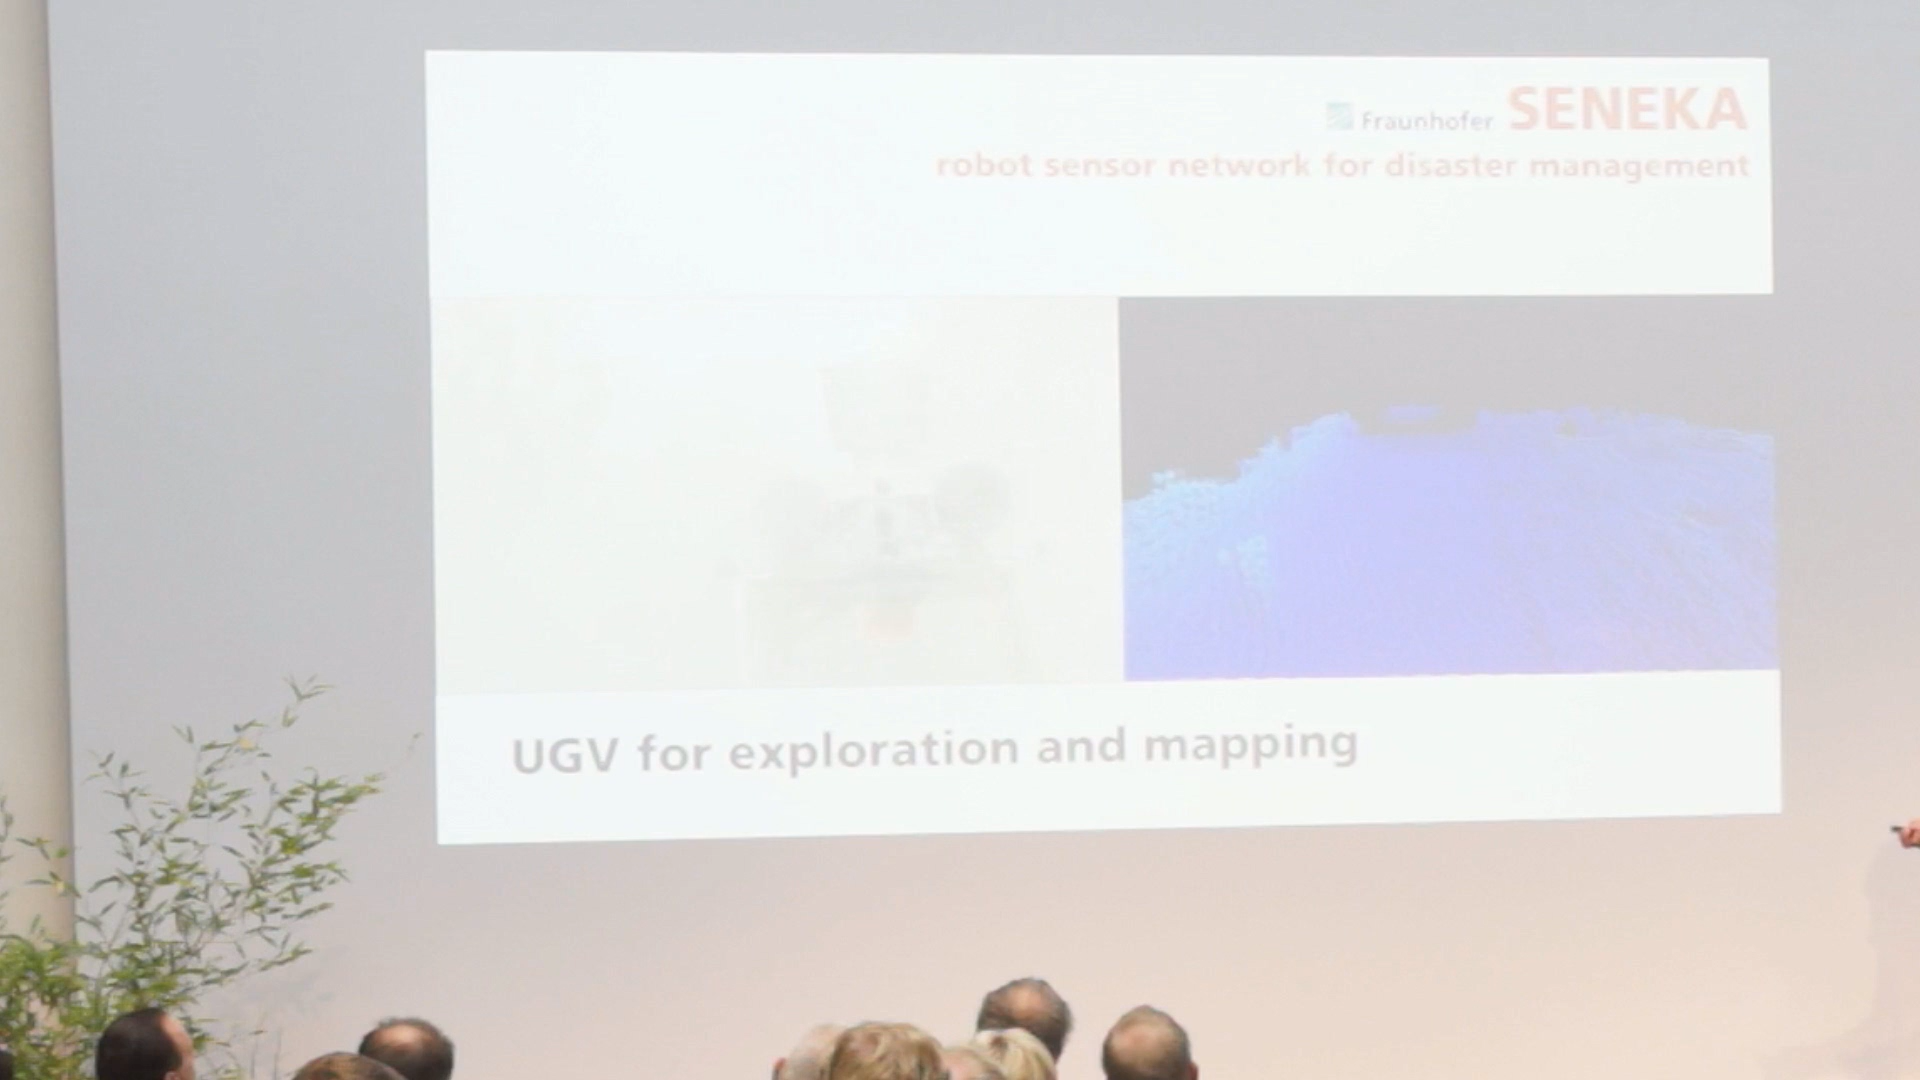 Fraunhofer SENEKA
robot sensor network for disaster management
UGV for exploration and mapping